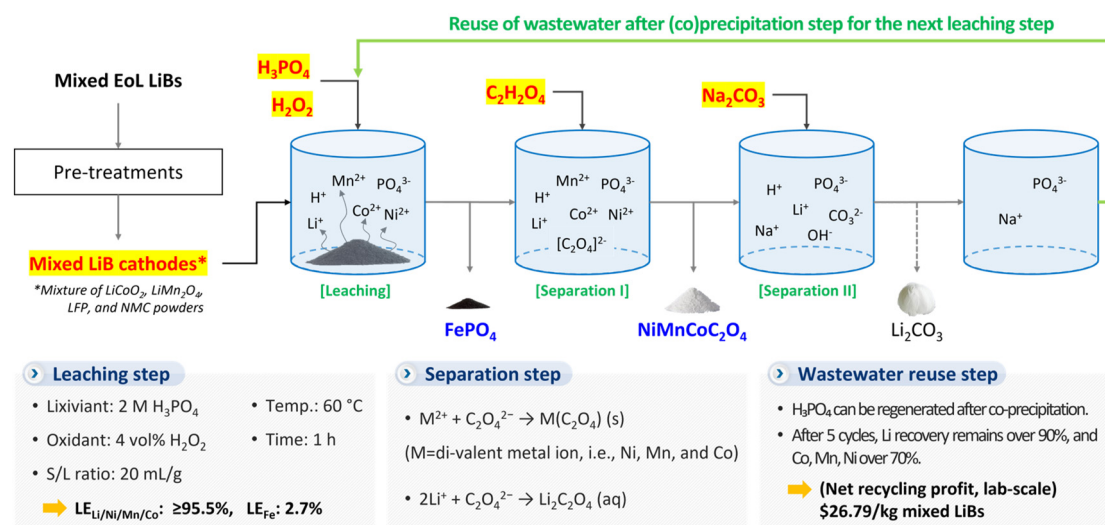 Reuse of wastewater after (co)precipitation step for the next leaching step
Mixed EoL LiBs
Pre-treatments
Mixed LiB cathodes*
*Mixture of LiCoO₂, LiMn₂O₄,
LFP, and NMC powders
H₃PO₄
H₂O₂
Mn²⁺
PO₄³⁻
H⁺
Co²⁺
Ni²⁺
Li⁺
[Leaching]
FePO₄
C₂H₂O₄
Mn²⁺
PO₄³⁻
H⁺
Li⁺
Co²⁺
Ni²⁺
[C₂O₄]²⁻
[Separation I]
NiMnCoC₂O₄
Na₂CO₃
H⁺
PO₄³⁻
Li⁺
CO₃²⁻
Na⁺
OH⁻
[Separation II]
Li₂CO₃
PO₄³⁻
Na⁺
Leaching step
• Lixiviant: 2 M H₃PO₄
• Temp.: 60 °C
• Oxidant: 4 vol% H₂O₂
• Time: 1 h
• S/L ratio: 20 mL/g
LE Li/Ni/Mn/Co: ≥95.5%, LE Fe: 2.7%
Separation step
• M²⁺ + C₂O₄²⁻ → M(C₂O₄) (s)
(M=di-valent metal ion, i.e., Ni, Mn, and Co)
• 2Li⁺ + C₂O₄²⁻ → Li₂C₂O₄ (aq)
Wastewater reuse step
• H₃PO₄ can be regenerated after co-precipitation.
• After 5 cycles, Li recovery remains over 90%, and
Co, Mn, Ni over 70%.
(Net recycling profit, lab-scale)
$26.79/kg mixed LiBs